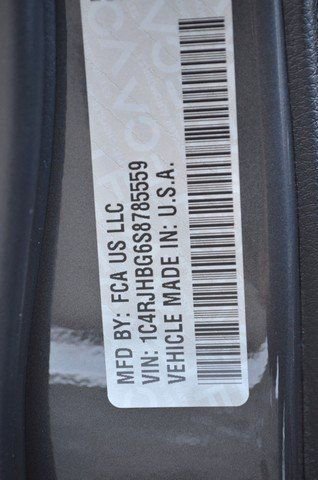 MFD BY: FCA US LLC
VIN: 1C4RJHBG6S8785559
VEHICLE MADE IN: U.S.A.